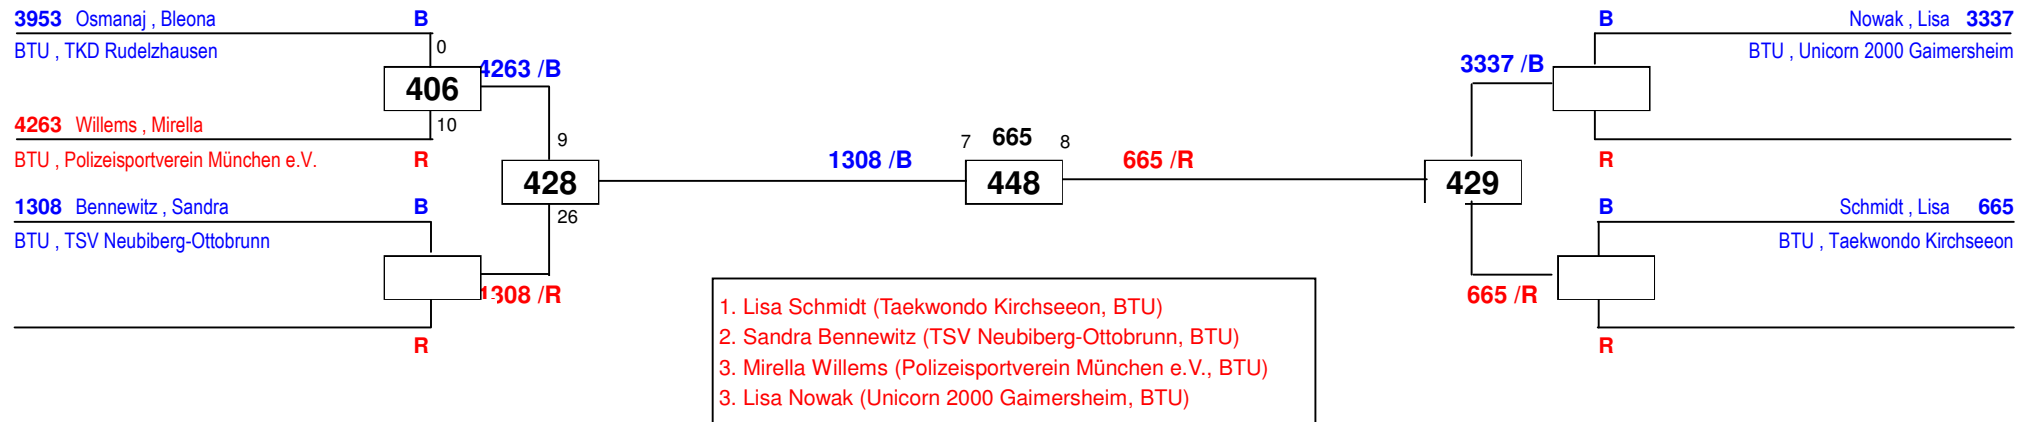 3953 Osmanaj , Bleona B
BTU , TKD Rudelzhausen
0
406
4263 /B
4263 Willems , Mirella
10
BTU , Polizeisportverein München e.V. R
9
428
26
1308 Bennewitz , Sandra B
BTU , TSV Neubiberg-Ottobrunn
1308 /R
R
1308 /B
7 665 8
448
665 /R
B Nowak , Lisa 3337
BTU , Unicorn 2000 Gaimersheim
3337 /B
R
429
B Schmidt , Lisa 665
BTU , Taekwondo Kirchseeon
665 /R
R
1. Lisa Schmidt (Taekwondo Kirchseeon, BTU)
2. Sandra Bennewitz (TSV Neubiberg-Ottobrunn, BTU)
3. Mirella Willems (Polizeisportverein München e.V., BTU)
3. Lisa Nowak (Unicorn 2000 Gaimersheim, BTU)